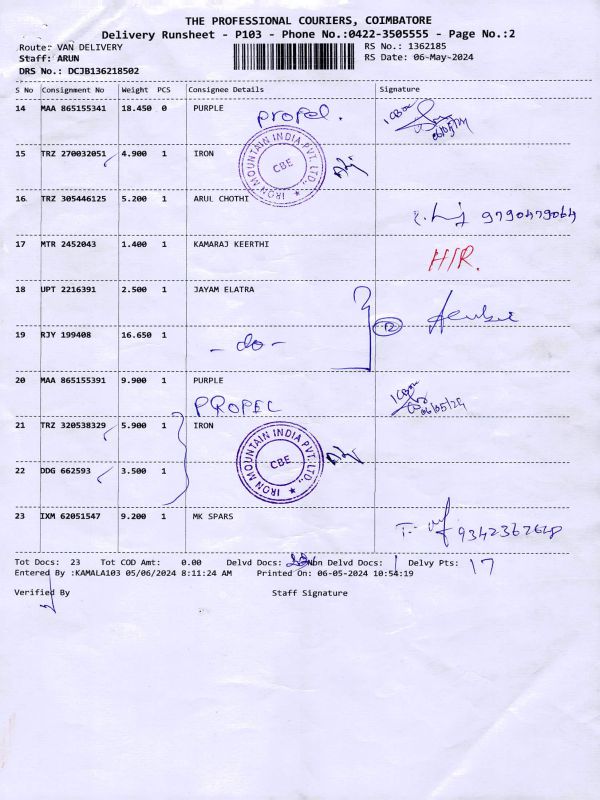 THE PROFESSIONAL COURIERS, COIMBATORE
Delivery Runsheet - P103 - Phone No.:0422-3505555 - Page No.:2
Route: VAN DELIVERY RS No.: 1362185
Staff: ARUN RS Date: 06-May-2024
DRS No.: DCJB136218502
S No Consignment No Weight PCS Consignee Details Signature
14 MAA 865155341 18.450 0 PURPLE
propel.
06/05/24
15 TRZ 270032051 4.900 1 IRON
IRON MOUNTAIN INDIA PVT. LTD., ★
CBE
16 TRZ 305446125 5.200 1 ARUL CHOTHI
9790479064
17 MTR 2452043 1.400 1 KAMARAJ KEERTHI
H/R.
18 UPT 2216391 2.500 1 JAYAM ELATRA
12
19 RJY 199408 16.650 1
- do -
20 MAA 865155391 9.900 1 PURPLE
PROPEL
06/05/24
21 TRZ 320538329 5.900 1 IRON
IRON MOUNTAIN INDIA PVT. LTD., ★
CBE
22 DDG 662593 3.500 1
23 IXM 62051547 9.200 1 MK SPARS
9342362628
Tot Docs: 23 Tot COD Amt: 0.00 Delvd Docs: Non Delvd Docs: Delvy Pts: 17
Entered By :KAMALA103 05/06/2024 8:11:24 AM Printed On: 06-05-2024 10:54:19
Verified By Staff Signature